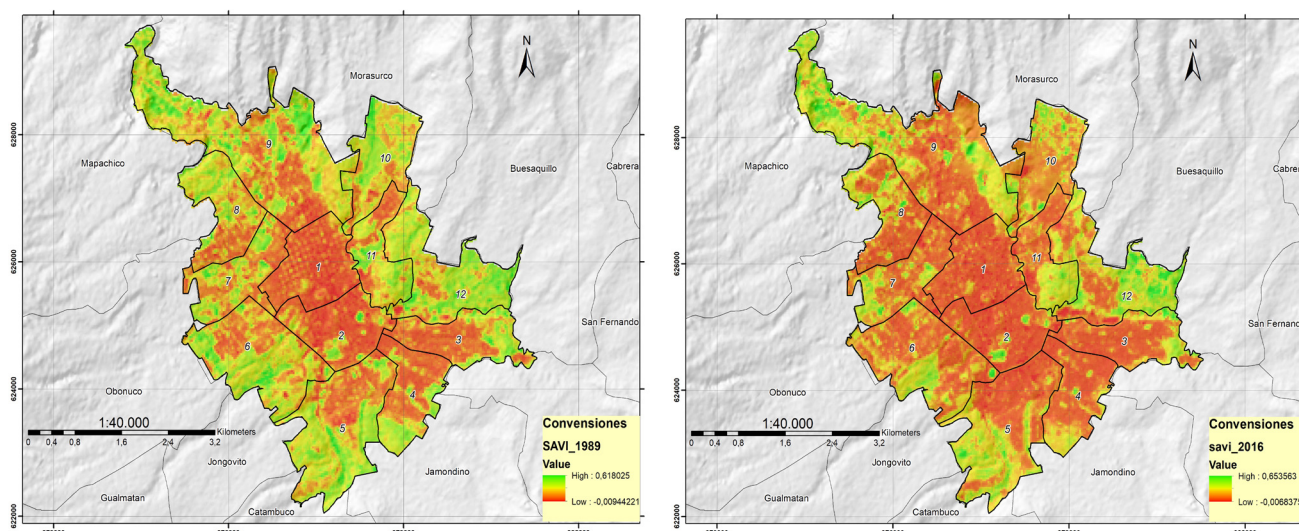 N
Morasurco
628000
9
10
Mapachico
Buesaquillo
Cabrera
8
626000
11
1
7
12
San Fernando
2
3
6
624000
Obonuco
4
1:40.000
Kilometers
0 0,4 0,8 1,6 2,4 3,2
5
Jongovito
Jamondino
Gualmatan
622000
Catambuco
Convensiones
SAVI_1989
Value
High : 0,618025
Low : -0,00944221
N
Morasurco
628000
9
10
Mapachico
Buesaquillo
Cabre
8
626000
11
1
7
12
San Fernando
2
3
6
624000
Obonuco
4
1:40.000
Kilometers
0 0,4 0,8 1,6 2,4 3,2
5
Jongovito
Jamondino
Gualmatan
622000
Catambuco
Convensiones
savi_2016
Value
High : 0,653563
Low : -0,006837